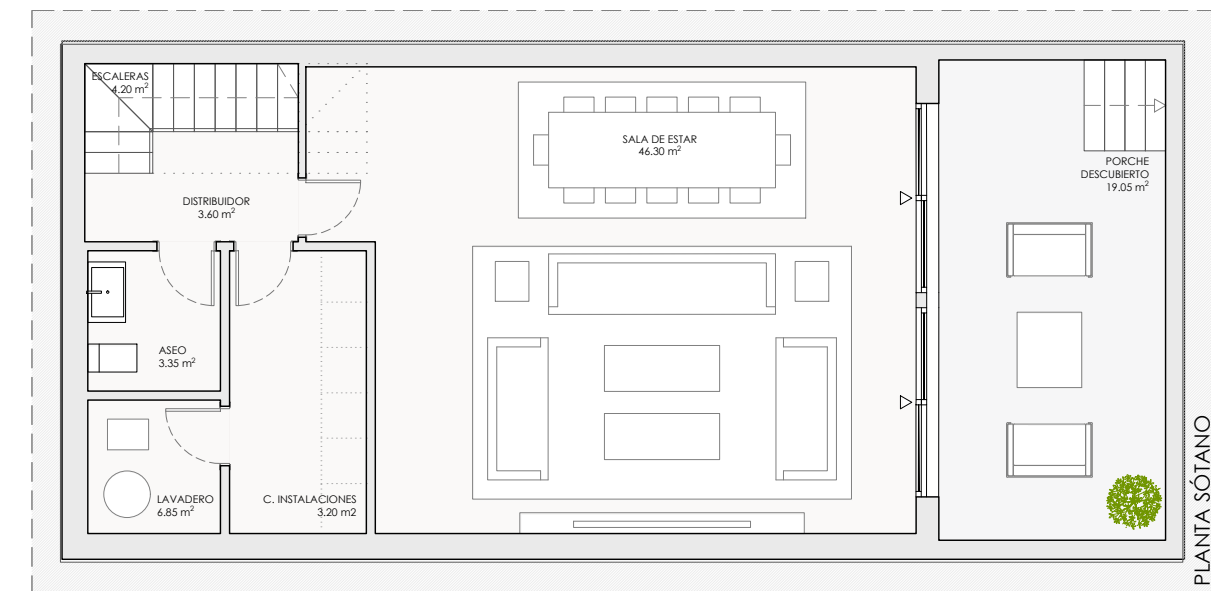 ESCALERAS
4.20 m²
SALA DE ESTAR
46.30 m²
PORCHE
DESCUBIERTO
19.05 m²
DISTRIBUIDOR
3.60 m²
ASEO
3.35 m²
LAVADERO
6.85 m²
C. INSTALACIONES
3.20 m2
PLANTA SÓTANO